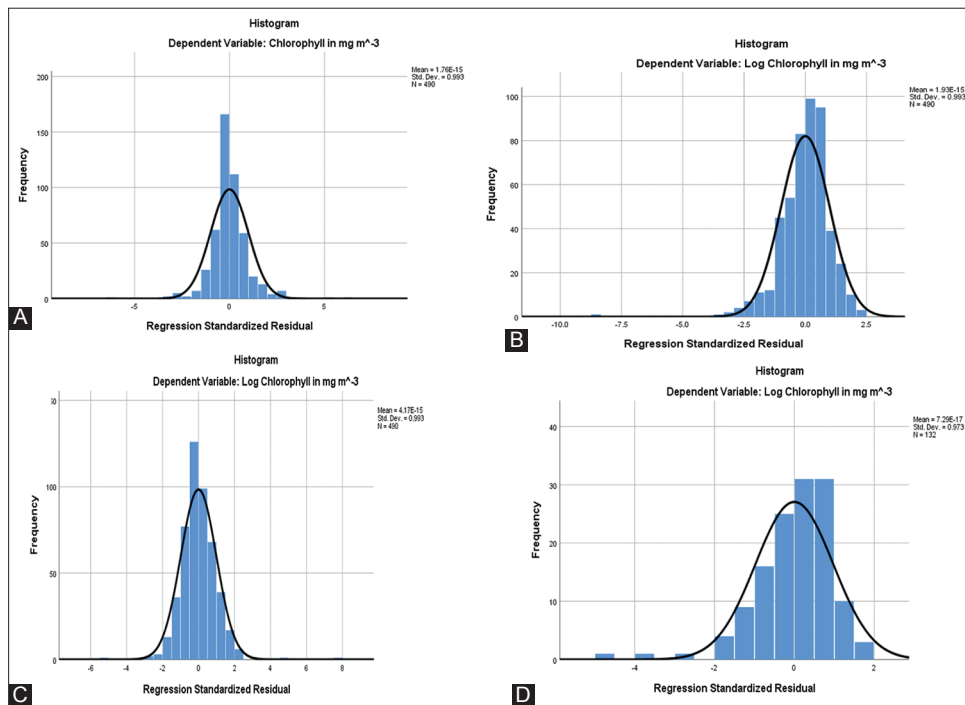 Histogram
Dependent Variable: Chlorophyll in mg m^-3
Mean = 1.76E-15
Std. Dev. = 0.993
N = 490
200
150
100
50
0
Frequency
-5
0
5
Regression Standardized Residual
A
Histogram
Dependent Variable: Log Chlorophyll in mg m^-3
Mean = 1.93E-15
Std. Dev. = 0.993
N = 490
100
80
60
40
20
0
Frequency
-10.0
-7.5
-5.0
-2.5
0.0
2.5
Regression Standardized Residual
B
Histogram
Dependent Variable: Log Chlorophyll in mg m^-3
Mean = 4.17E-15
Std. Dev. = 0.993
N = 490
100
50
0
Frequency
-6
-4
-2
0
2
4
6
8
Regression Standardized Residual
C
Histogram
Dependent Variable: Log Chlorophyll in mg m^-3
Mean = 7.29E-17
Std. Dev. = 0.973
N = 132
40
30
20
10
0
Frequency
-4
-2
0
2
Regression Standardized Residual
D